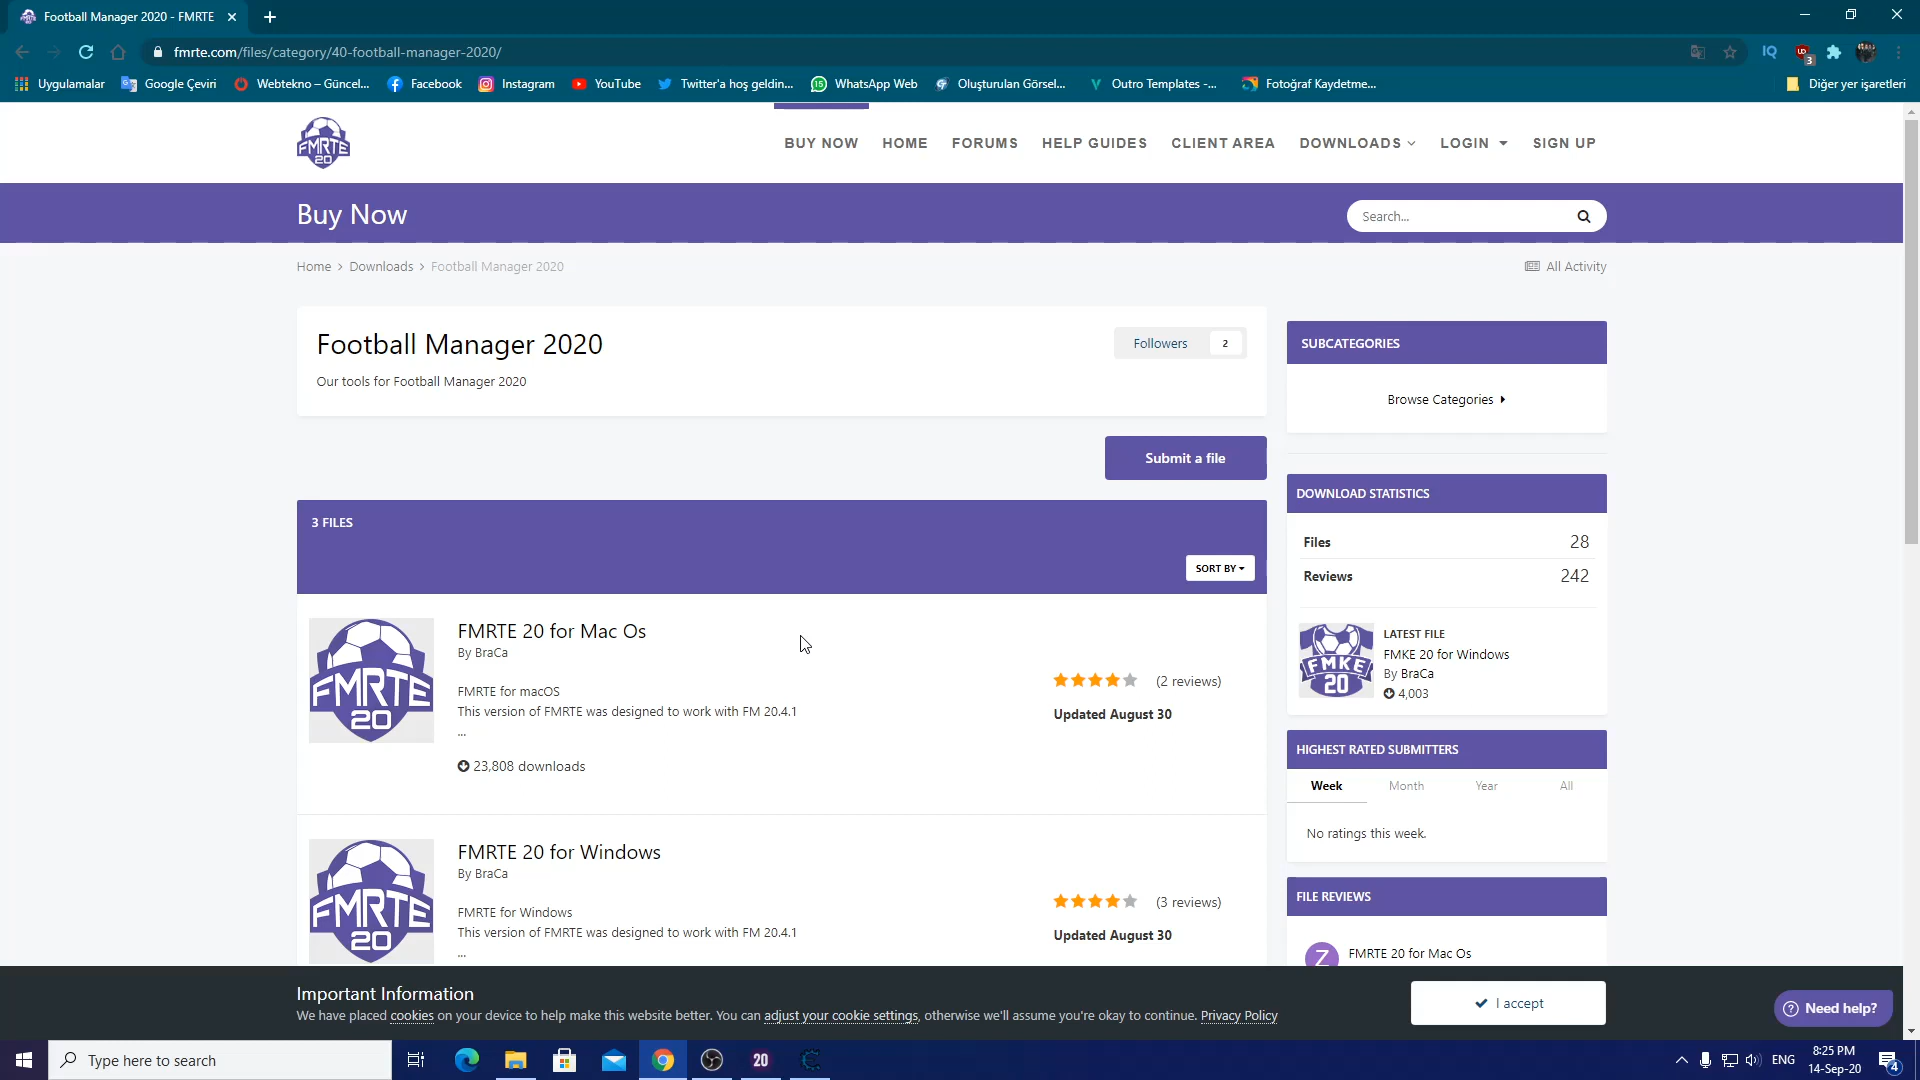 Football Manager 2020 - FMRTE
fmrte.com/files/category/40-football-manager-2020/
Uygulamalar Google Çeviri Webtekno – Güncel... Facebook Instagram YouTube Twitter'a hoş geldin... WhatsApp Web Oluşturulan Görsel... Outro Templates -... Fotoğraf Kaydetme... Diğer yer işaretleri
FMRTE
20
BUY NOW HOME FORUMS HELP GUIDES CLIENT AREA DOWNLOADS LOGIN SIGN UP
Buy Now
Search...
Home > Downloads > Football Manager 2020
All Activity
Football Manager 2020
Followers 2
Our tools for Football Manager 2020
Submit a file
3 FILES
SORT BY
FMRTE
20
FMRTE 20 for Mac Os
By BraCa
FMRTE for macOS
This version of FMRTE was designed to work with FM 20.4.1
...
23,808 downloads
(2 reviews)
Updated August 30
FMRTE
20
FMRTE 20 for Windows
By BraCa
FMRTE for Windows
This version of FMRTE was designed to work with FM 20.4.1
...
(3 reviews)
Updated August 30
SUBCATEGORIES
Browse Categories
DOWNLOAD STATISTICS
Files 28
Reviews 242
FMKE
20
LATEST FILE
FMKE 20 for Windows
By BraCa
4,003
HIGHEST RATED SUBMITTERS
Week Month Year All
No ratings this week.
FILE REVIEWS
Z
FMRTE 20 for Mac Os
Important Information
We have placed cookies on your device to help make this website better. You can adjust your cookie settings, otherwise we'll assume you're okay to continue. Privacy Policy
I accept
Need help?
Type here to search
20
ENG
8:25 PM
14-Sep-20
4